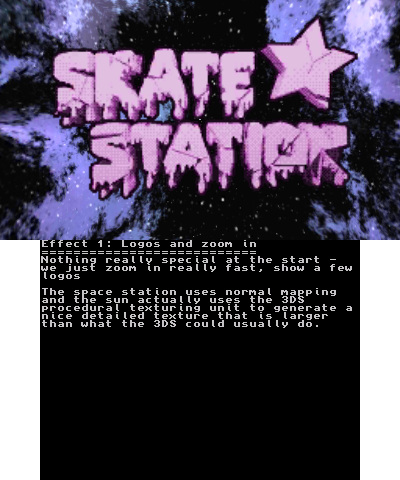 SKATE
STATION
Effect 1: Logos and zoom in
===========================
Nothing really special at the start -
we just zoom in really fast, show a few
logos
The space station uses normal mapping
and the sun actually uses the 3DS
procedural texturing unit to generate a
nice detailed texture that is larger
than what the 3DS could usually do.